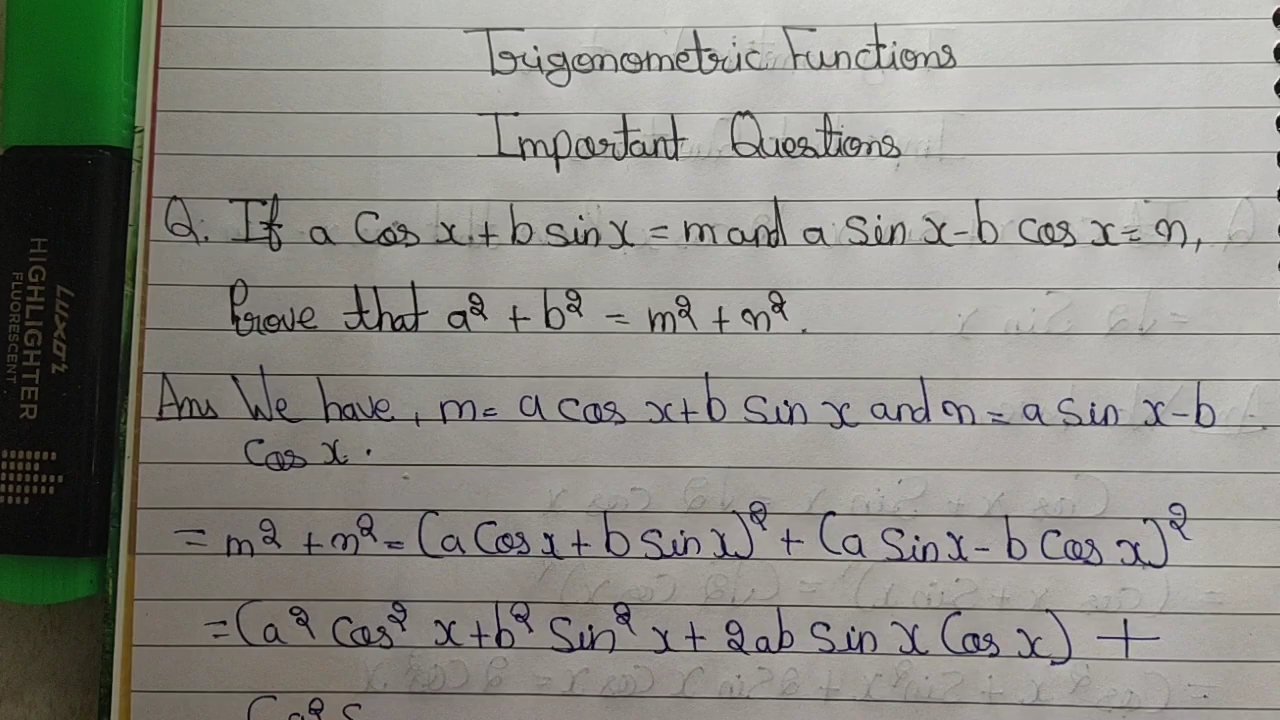 Trigonometric Functions
Important Questions
Q. If a cos x + b sin x = m and a sin x - b cos x = n,
Prove that a² + b² = m² + n².
Ans We have, m = a cos x + b sin x and n = a sin x - b
cos x.
= m² + n² = (a cos x + b sin x)² + (a sin x - b cos x)²
= (a² cos² x + b² sin² x + 2ab sin x cos x) +
LUXOR
HIGHLIGHTER
FLUORESCENT